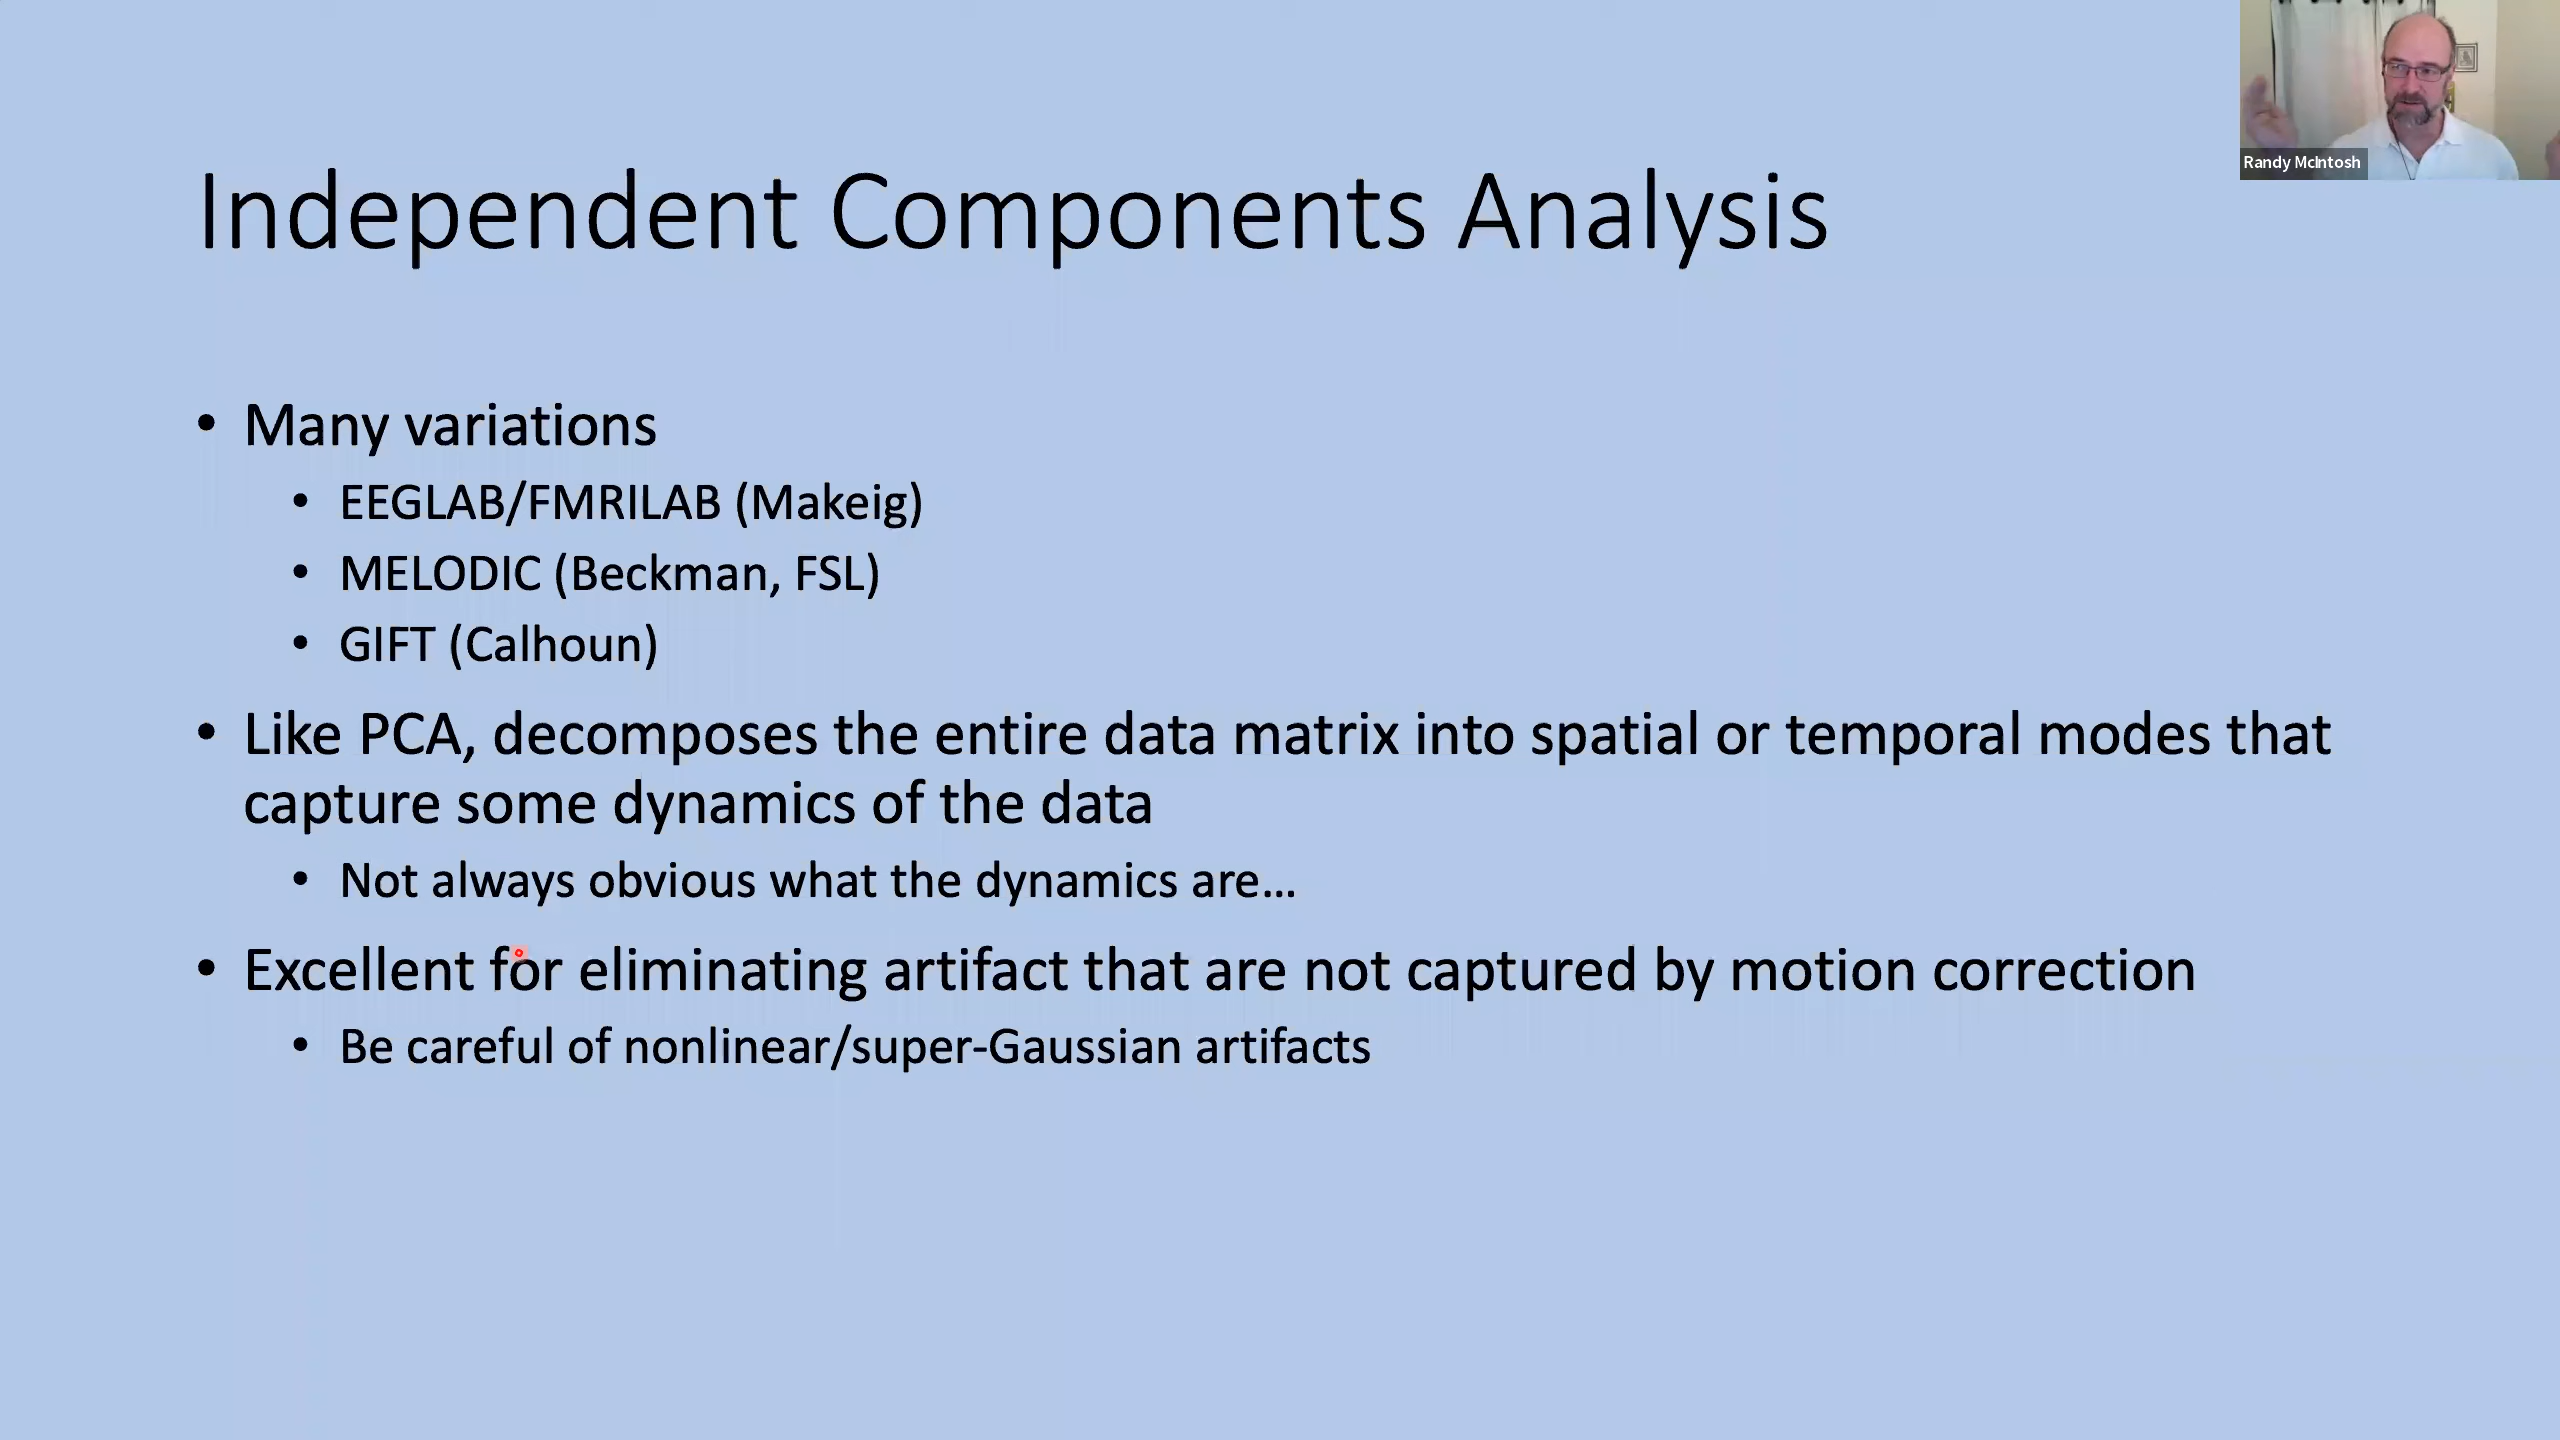 Randy McIntosh
Independent Components Analysis
• Many variations
• EEGLAB/FMRILAB (Makeig)
• MELODIC (Beckman, FSL)
• GIFT (Calhoun)
• Like PCA, decomposes the entire data matrix into spatial or temporal modes that
capture some dynamics of the data
• Not always obvious what the dynamics are...
• Excellent for eliminating artifact that are not captured by motion correction
• Be careful of nonlinear/super-Gaussian artifacts